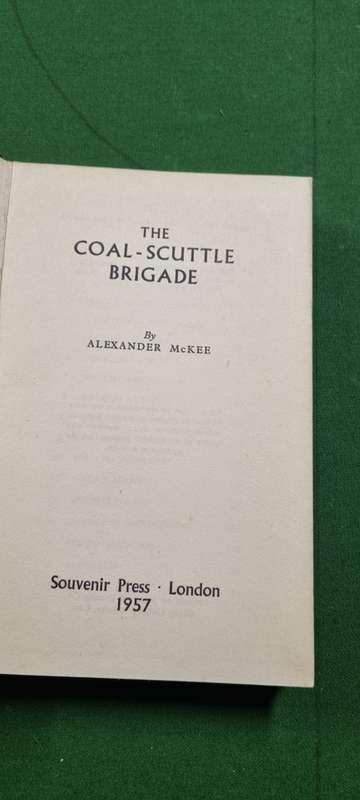 THE
COAL-SCUTTLE
BRIGADE
By
ALEXANDER McKEE
Souvenir Press · London
1957